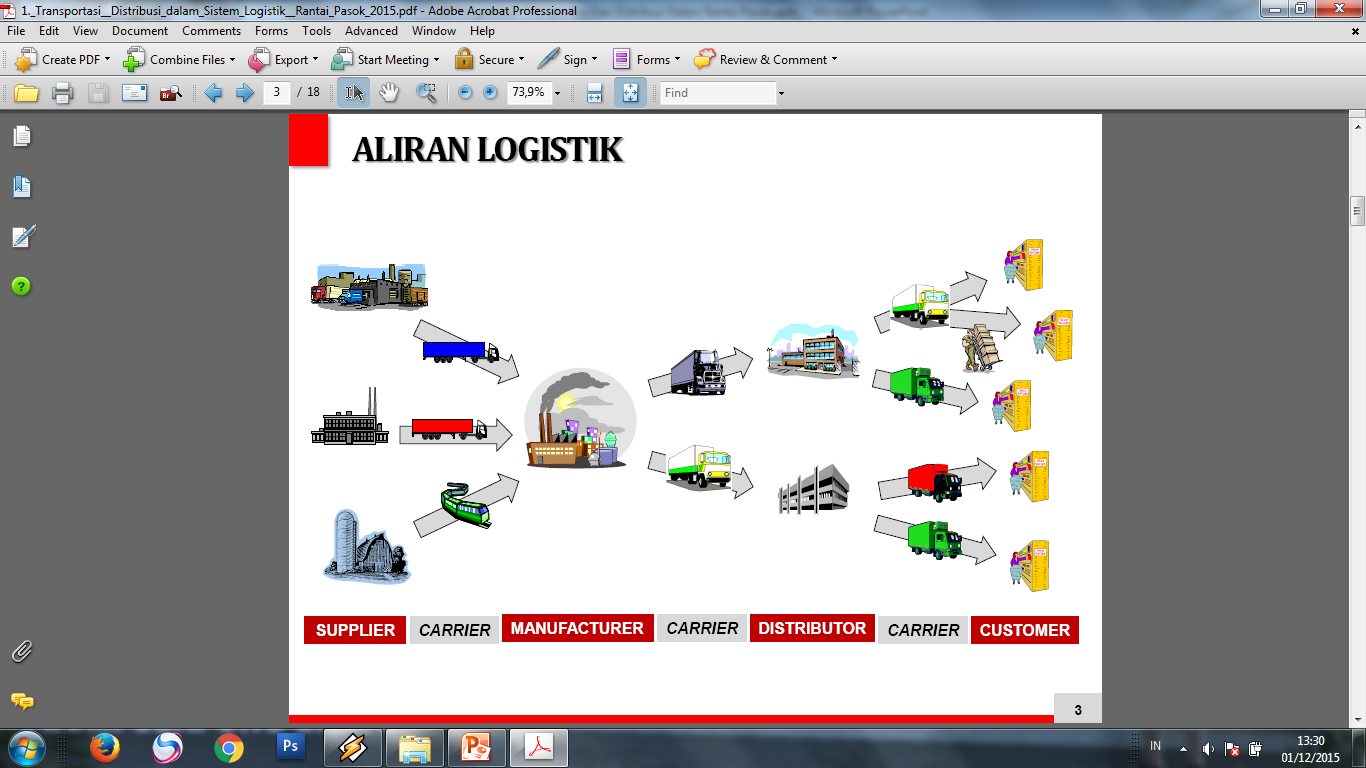 1._Transportasi__Distribusi_dalam_Sistem_Logistik__Rantai_Pasok_2015.pdf - Adobe Acrobat Professional
File Edit View Document Comments Forms Tools Advanced Window Help
Create PDF Combine Files Export Start Meeting Secure Sign Forms Review & Comment
3 / 18 73,9% Find
ALIRAN LOGISTIK
SUPPLIER CARRIER MANUFACTURER CARRIER DISTRIBUTOR CARRIER CUSTOMER
3
Ps IN 13:30
01/12/2015